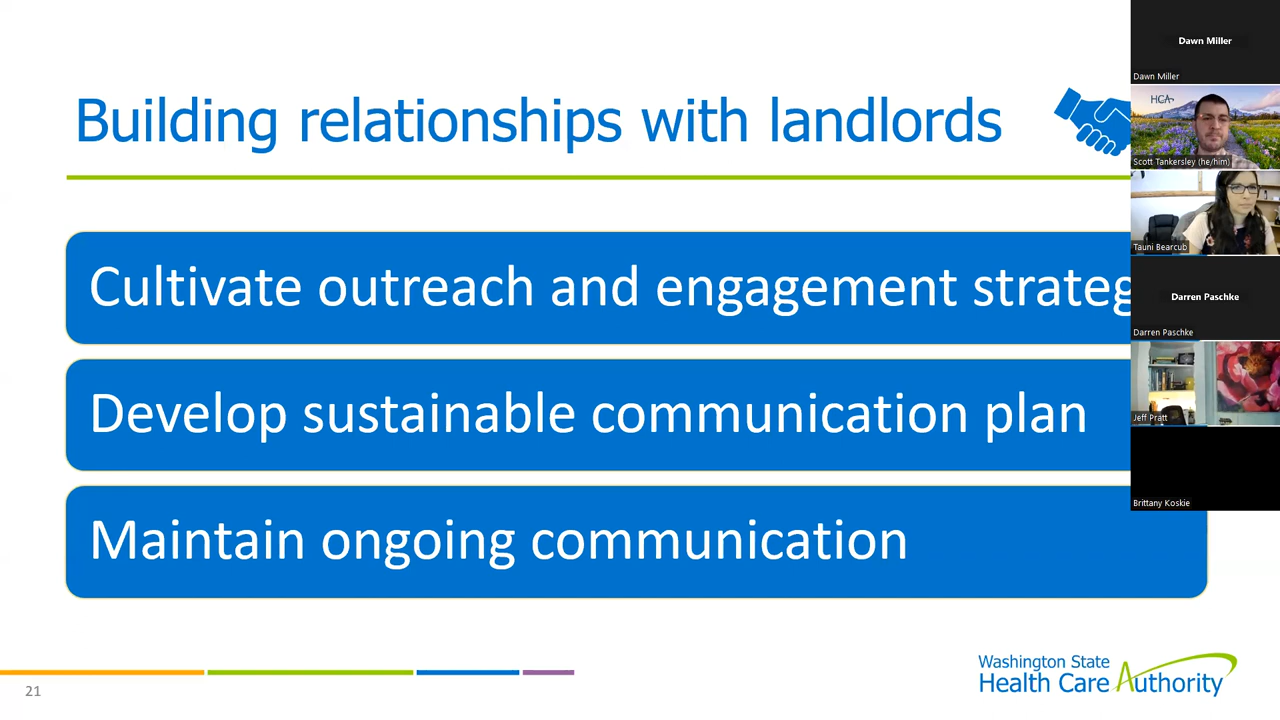 Building relationships with landlords
Cultivate outreach and engagement
Develop sustainable communication plan
Maintain ongoing communication
21
Washington State
Health Care Authority
Dawn Miller
Dawn Miller
HCA
Scott Tankersley (he/him)
Tauni Bearcub
Darren Paschke
Darren Paschke
Jeff Pratt
Brittany Koskie